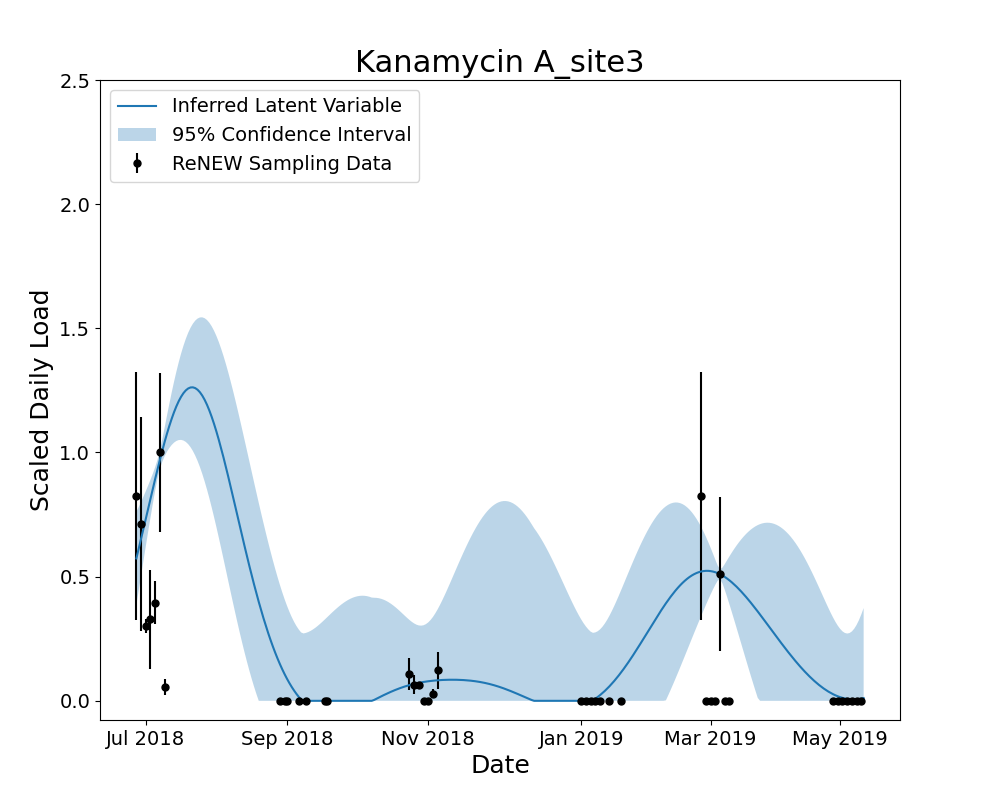 Kanamycin A_site3
2.5
2.0
1.5
1.0
0.5
0.0
Scaled Daily Load
Inferred Latent Variable
95% Confidence Interval
ReNEW Sampling Data
Jul 2018
Sep 2018
Nov 2018
Jan 2019
Mar 2019
May 2019
Date